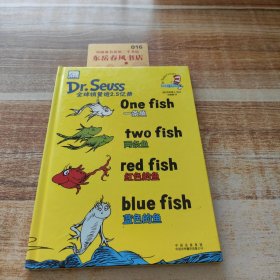 016
东岳春风书店
Dr. Seuss
全球销量逾2.5亿册
One fish
一条鱼
two fish
两条鱼
red fish
红色的鱼
blue fish
蓝色的鱼